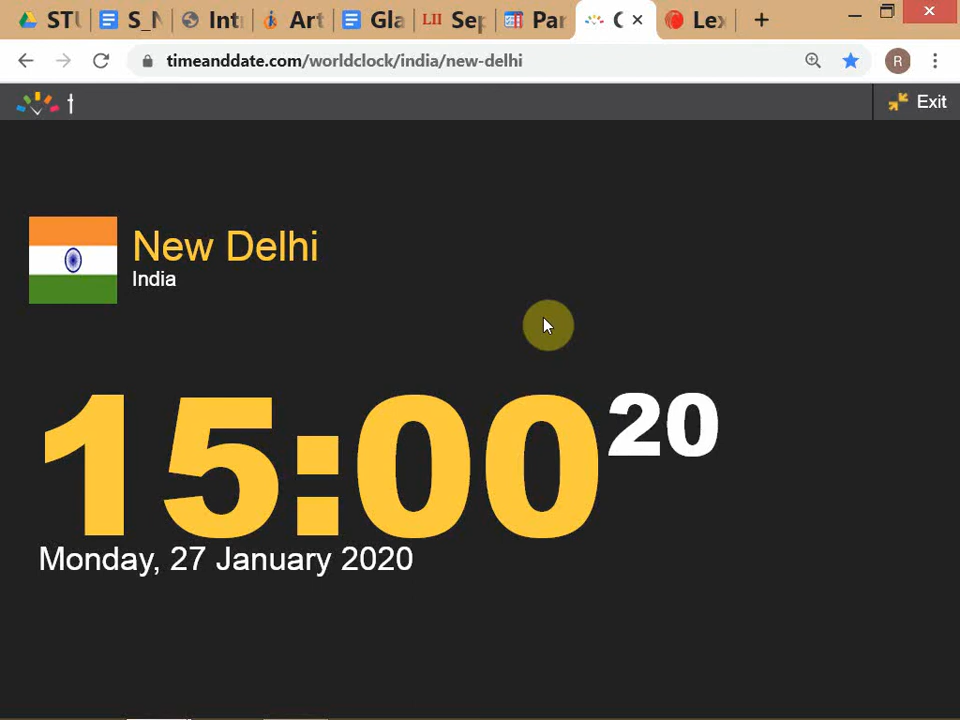 STU S_N Intr Art Gla LII Sep Par C Lex
timeanddate.com/worldclock/india/new-delhi R
t Exit
New Delhi
India
15:00 20
Monday, 27 January 2020